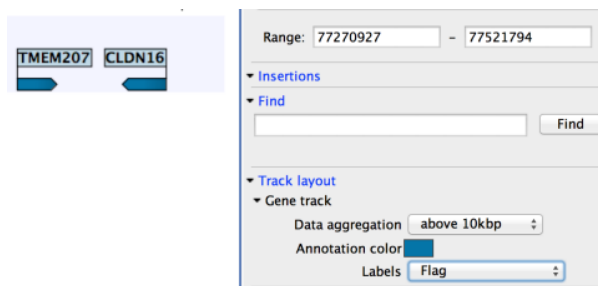 TMEM207 CLDN16
Range: 77270927 - 77521794
Insertions
Find
Find
Track layout
Gene track
Data aggregation above 10kbp
Annotation color
Labels Flag